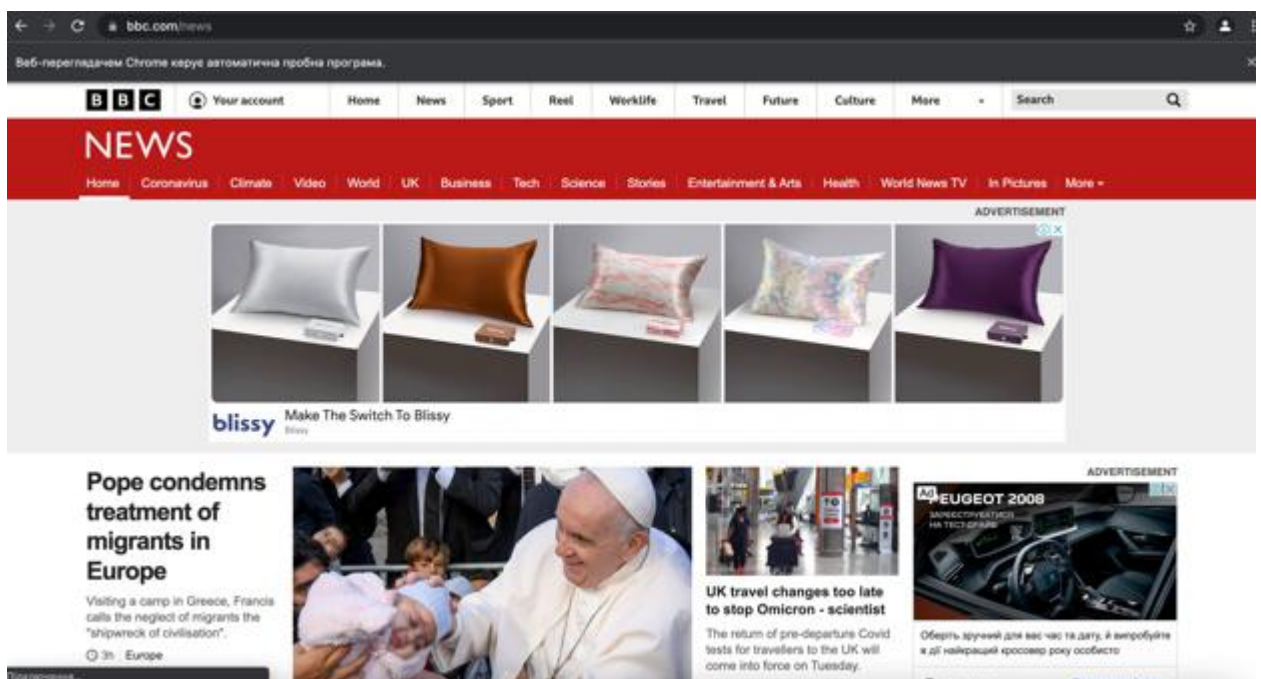 bbc.com/news
Веб-переглядачем Chrome керує автоматична пробна програма.
BBC Your account Home News Sport Reel Worklife Travel Future Culture More Search
NEWS
Home Coronavirus Climate Video World UK Business Tech Science Stories Entertainment & Arts Health World News TV In Pictures More
ADVERTISEMENT
blissy
Make The Switch To Blissy
Blissy
Pope condemns
treatment of
migrants in
Europe
Visiting a camp in Greece, Francis
calls the neglect of migrants the
"shipwreck of civilisation".
3h Europe
UK travel changes too late
to stop Omicron - scientist
The return of pre-departure Covid
tests for travellers to the UK will
come into force on Tuesday.
ADVERTISEMENT
Ad
PEUGEOT 2008
ЗАРЕЄСТРУВАТИСЯ
НА ТЕСТ-ДРАЙВ
Оберіть зручний для вас час та дату, й випробуйте
в дії найкращий кросовер року особисто